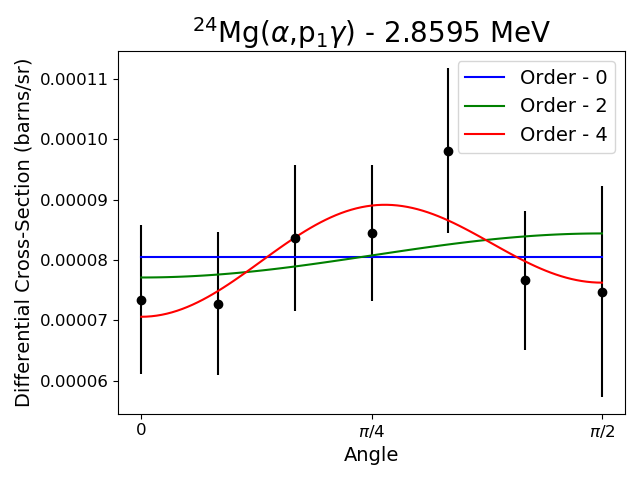 ²⁴Mg(α,p₁γ) - 2.8595 MeV
Order - 0
Order - 2
Order - 4
Differential Cross-Section (barns/sr)
0.00011
0.00010
0.00009
0.00008
0.00007
0.00006
0
π/4
π/2
Angle